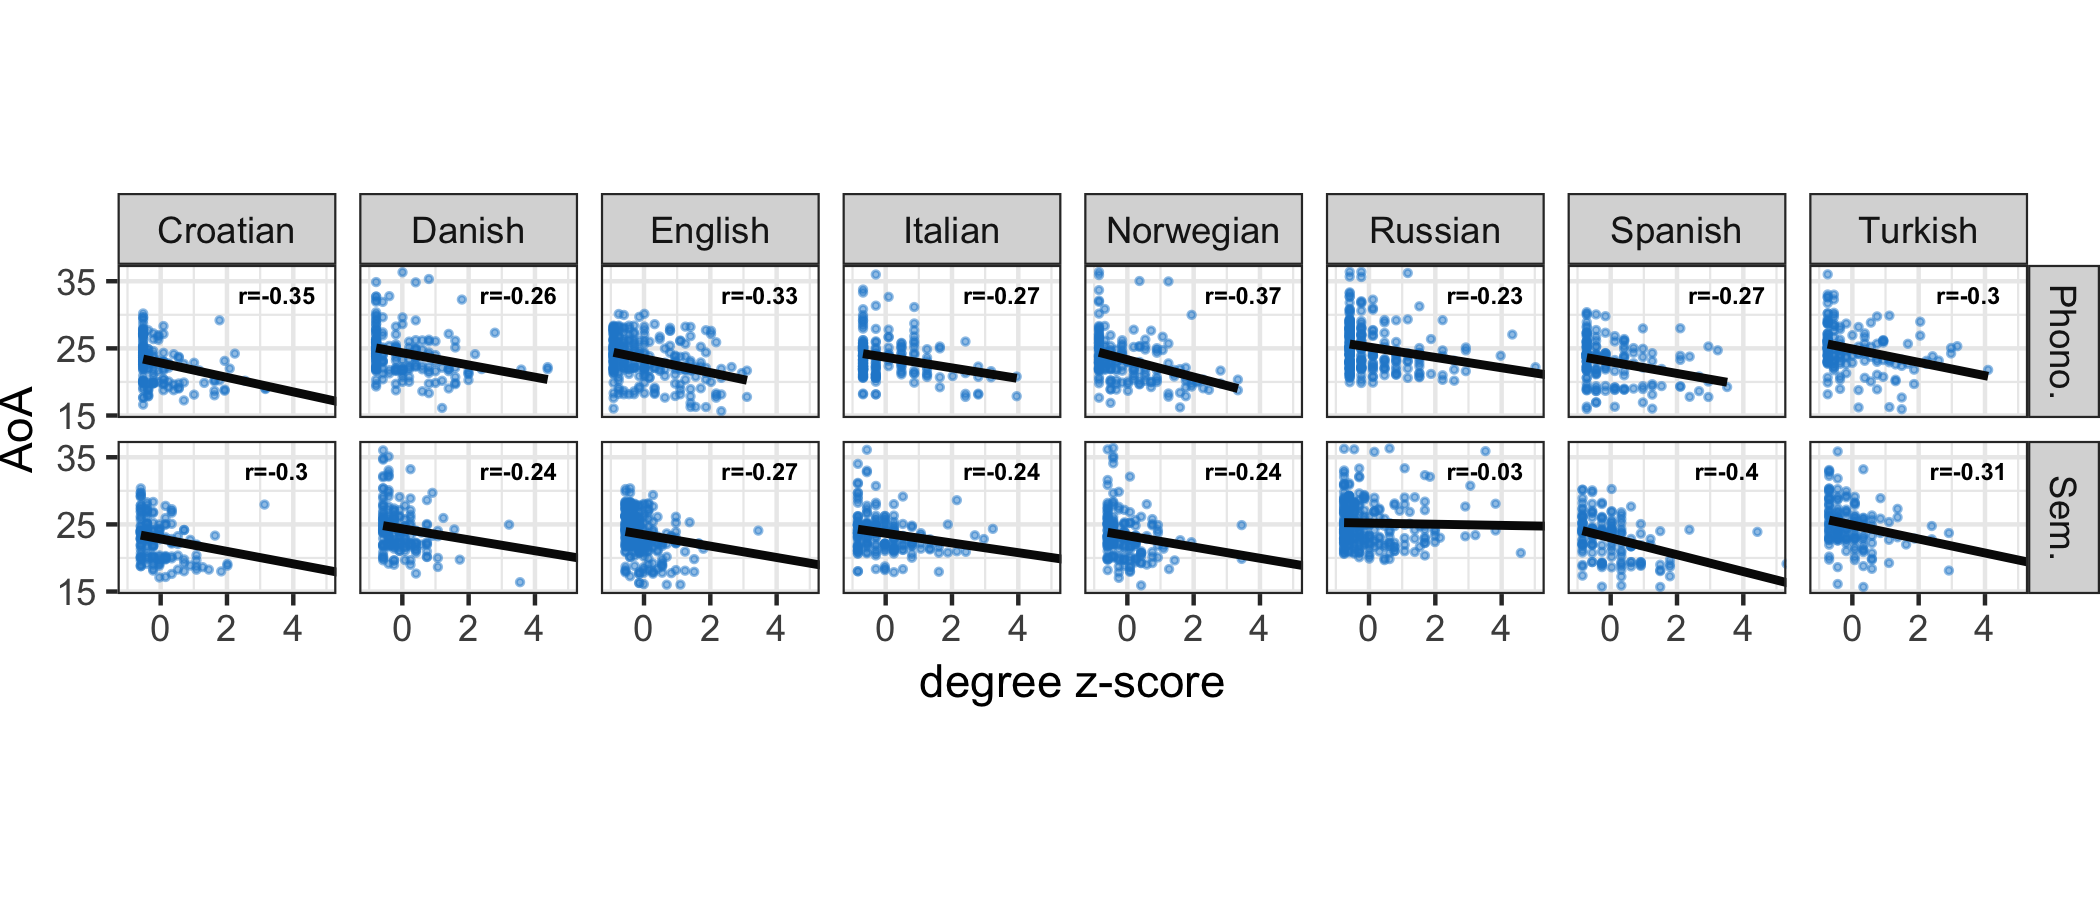 Croatian Danish English Italian Norwegian Russian Spanish Turkish
35 r=-0.35 r=-0.26 r=-0.33 r=-0.27 r=-0.37 r=-0.23 r=-0.27 r=-0.3 Phono.
25
15
AoA
35 r=-0.3 r=-0.24 r=-0.27 r=-0.24 r=-0.24 r=-0.03 r=-0.4 r=-0.31 Sem.
25
15
0 2 4 0 2 4 0 2 4 0 2 4 0 2 4 0 2 4 0 2 4 0 2 4
degree z-score